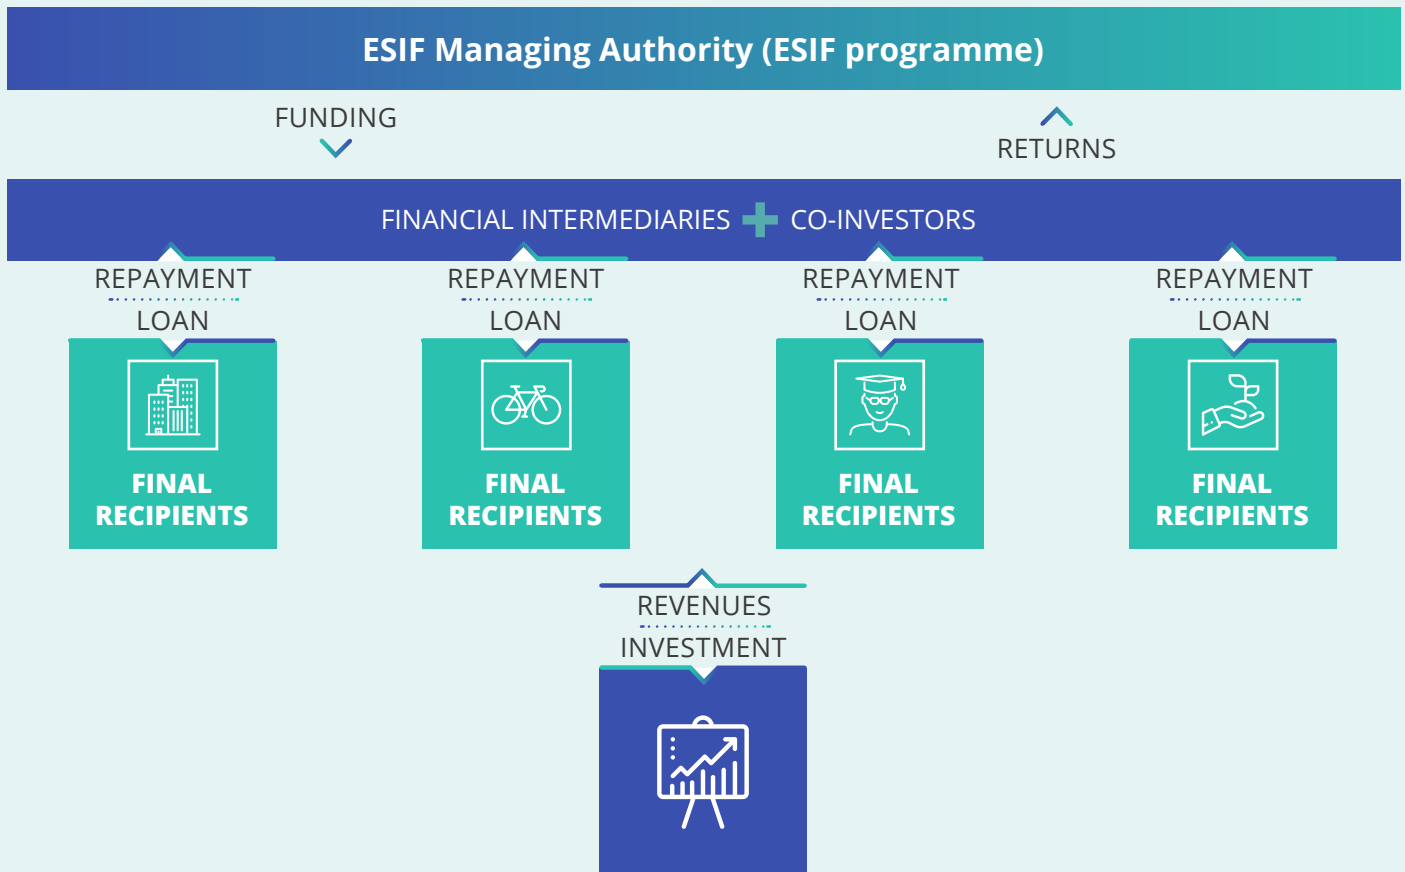 ESIF Managing Authority (ESIF programme)
FUNDING
RETURNS
FINANCIAL INTERMEDIARIES + CO-INVESTORS
REPAYMENT
LOAN
FINAL
RECIPIENTS
REPAYMENT
LOAN
FINAL
RECIPIENTS
REPAYMENT
LOAN
FINAL
RECIPIENTS
REPAYMENT
LOAN
FINAL
RECIPIENTS
REVENUES
INVESTMENT